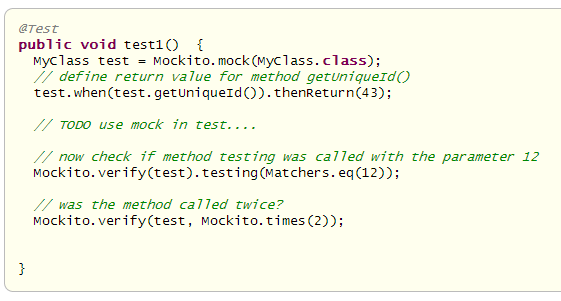 @Test
public void test1()  {
  MyClass test = Mockito.mock(MyClass.class);
  // define return value for method getUniqueId()
  test.when(test.getUniqueId()).thenReturn(43);
  // TODO use mock in test....
  // now check if method testing was called with the parameter 12
  Mockito.verify(test).testing(Matchers.eq(12));
  // was the method called twice?
  Mockito.verify(test, Mockito.times(2));
}